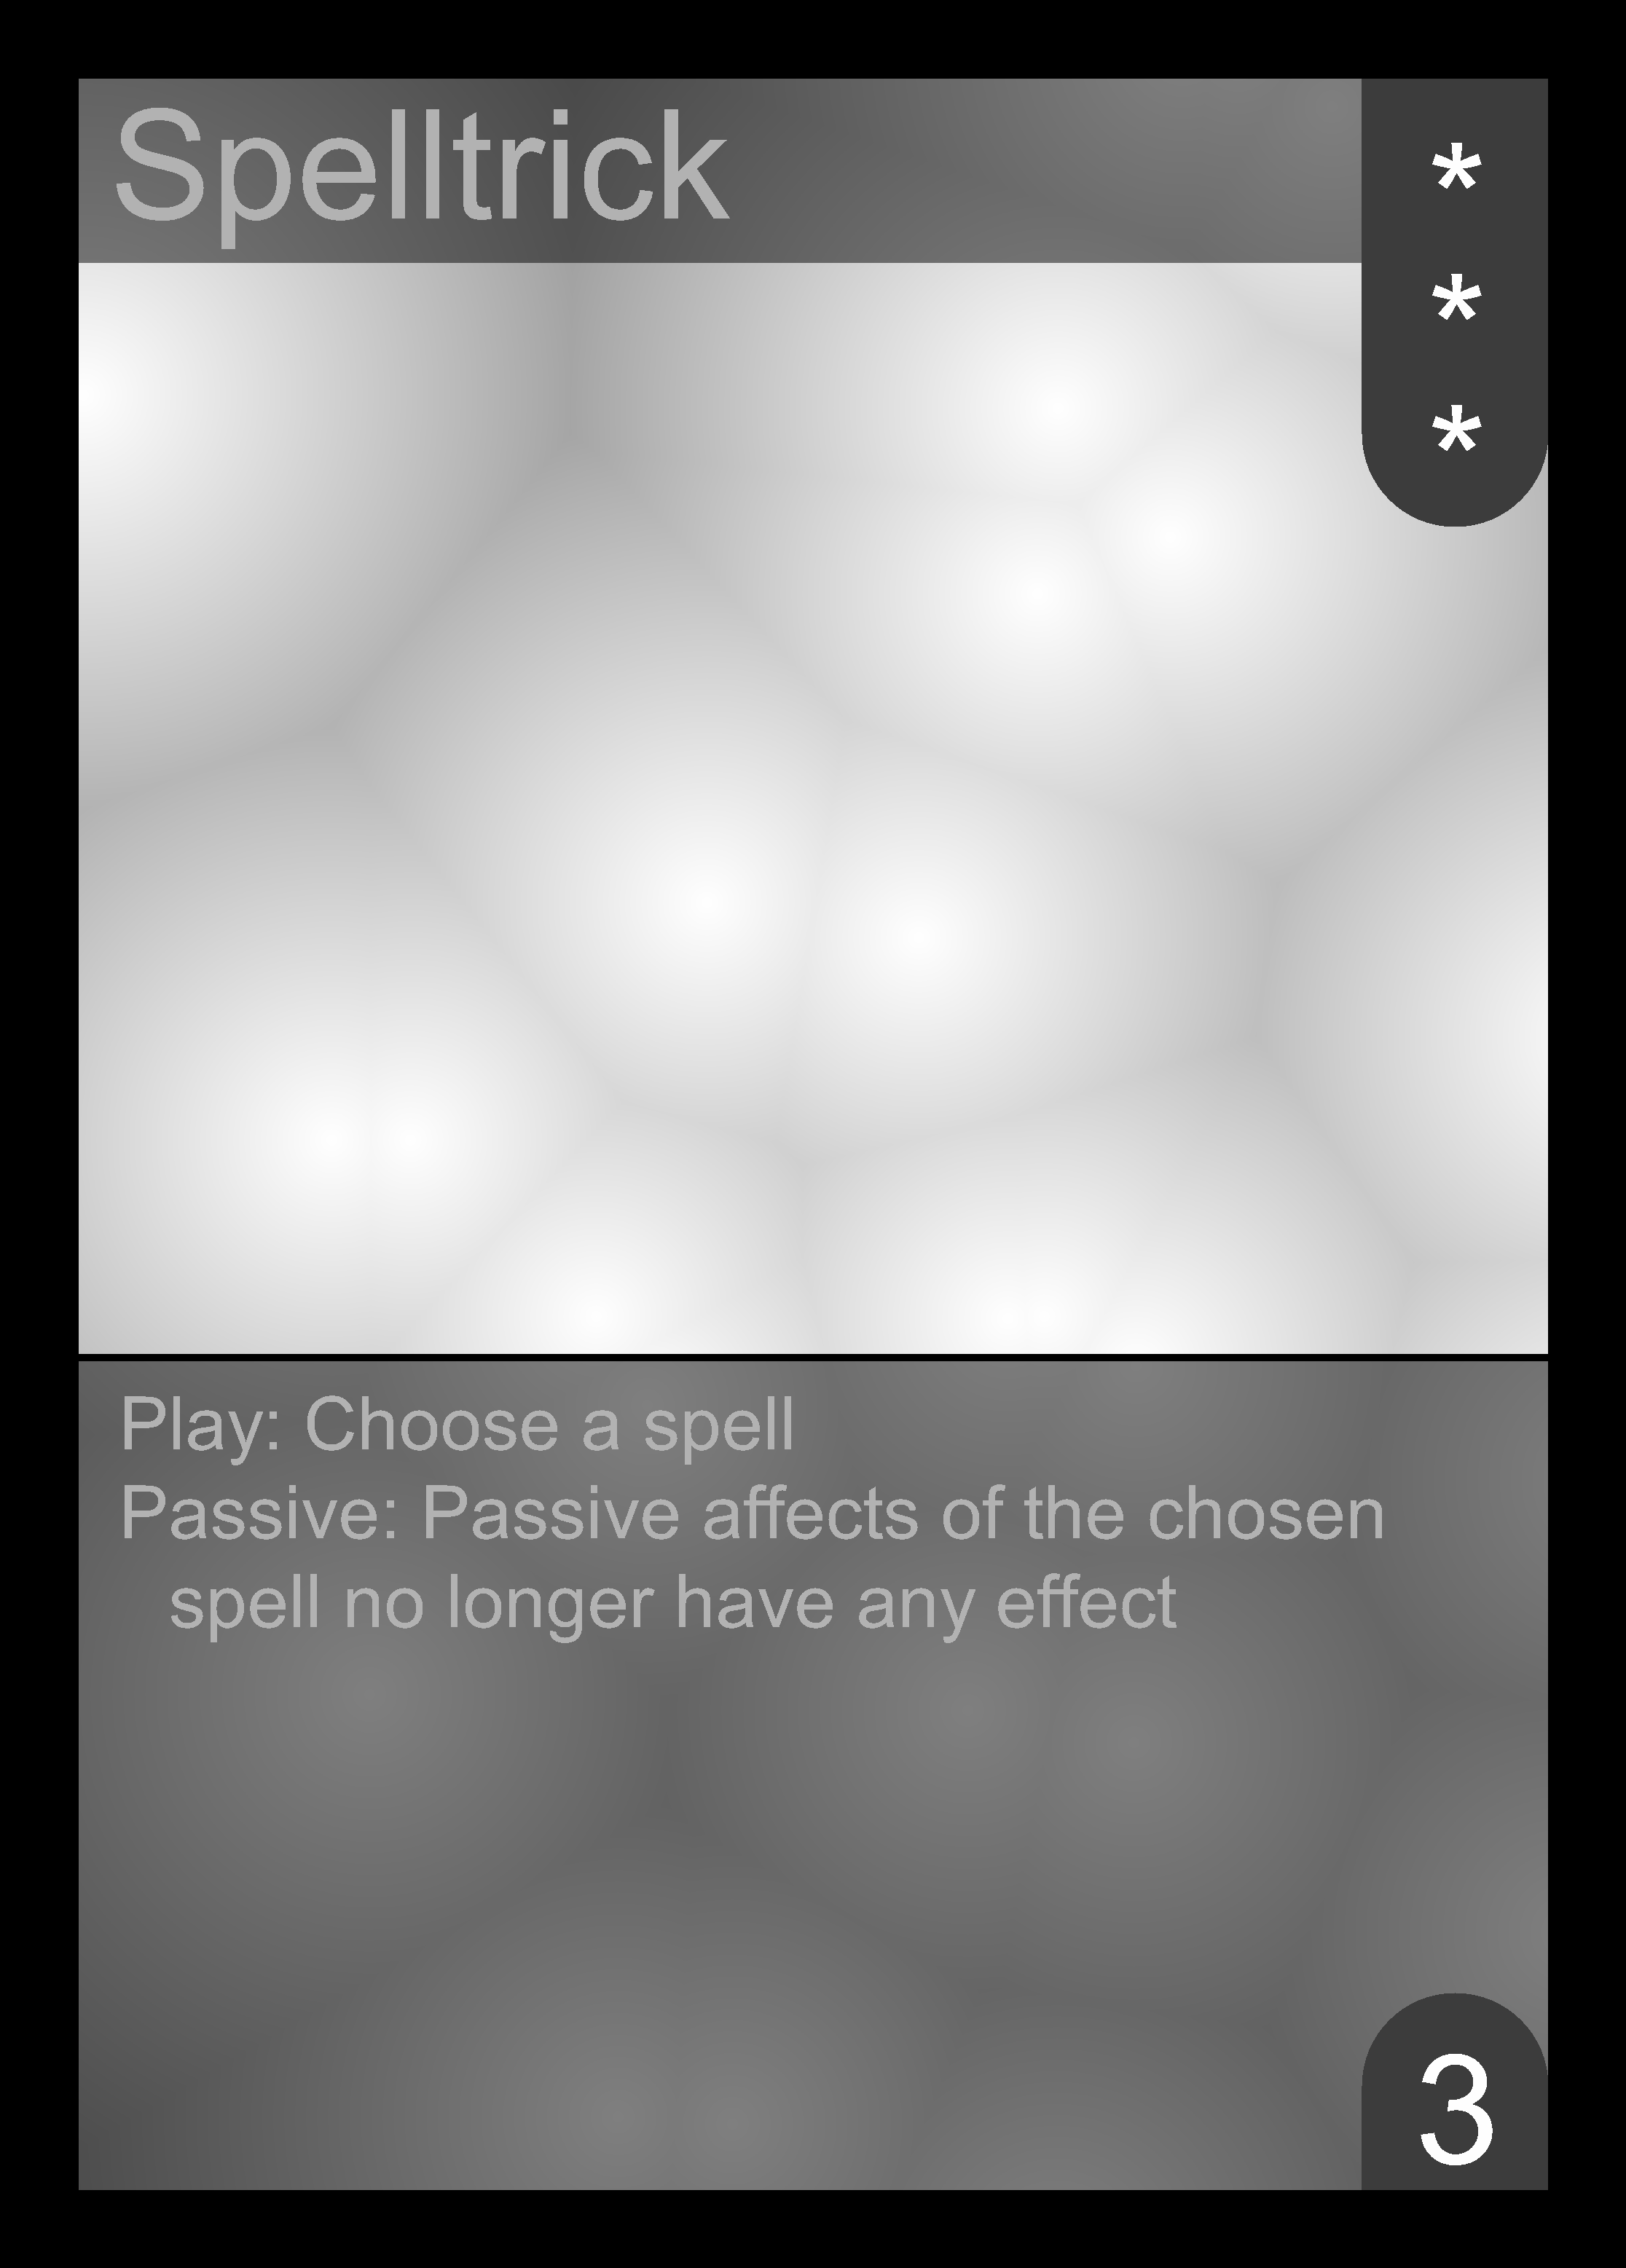 Spelltrick
*
*
*
Play: Choose a spell
Passive: Passive affects of the chosen
spell no longer have any effect
3